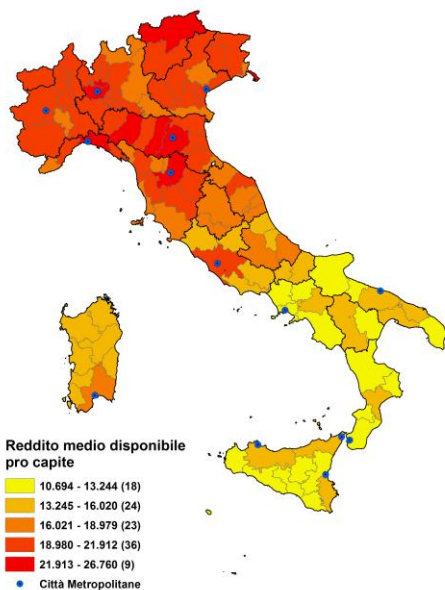 Reddito medio disponibile
pro capite
10.694 - 13.244 (18)
13.245 - 16.020 (24)
16.021 - 18.979 (23)
18.980 - 21.912 (36)
21.913 - 26.760 (9)
Città Metropolitane